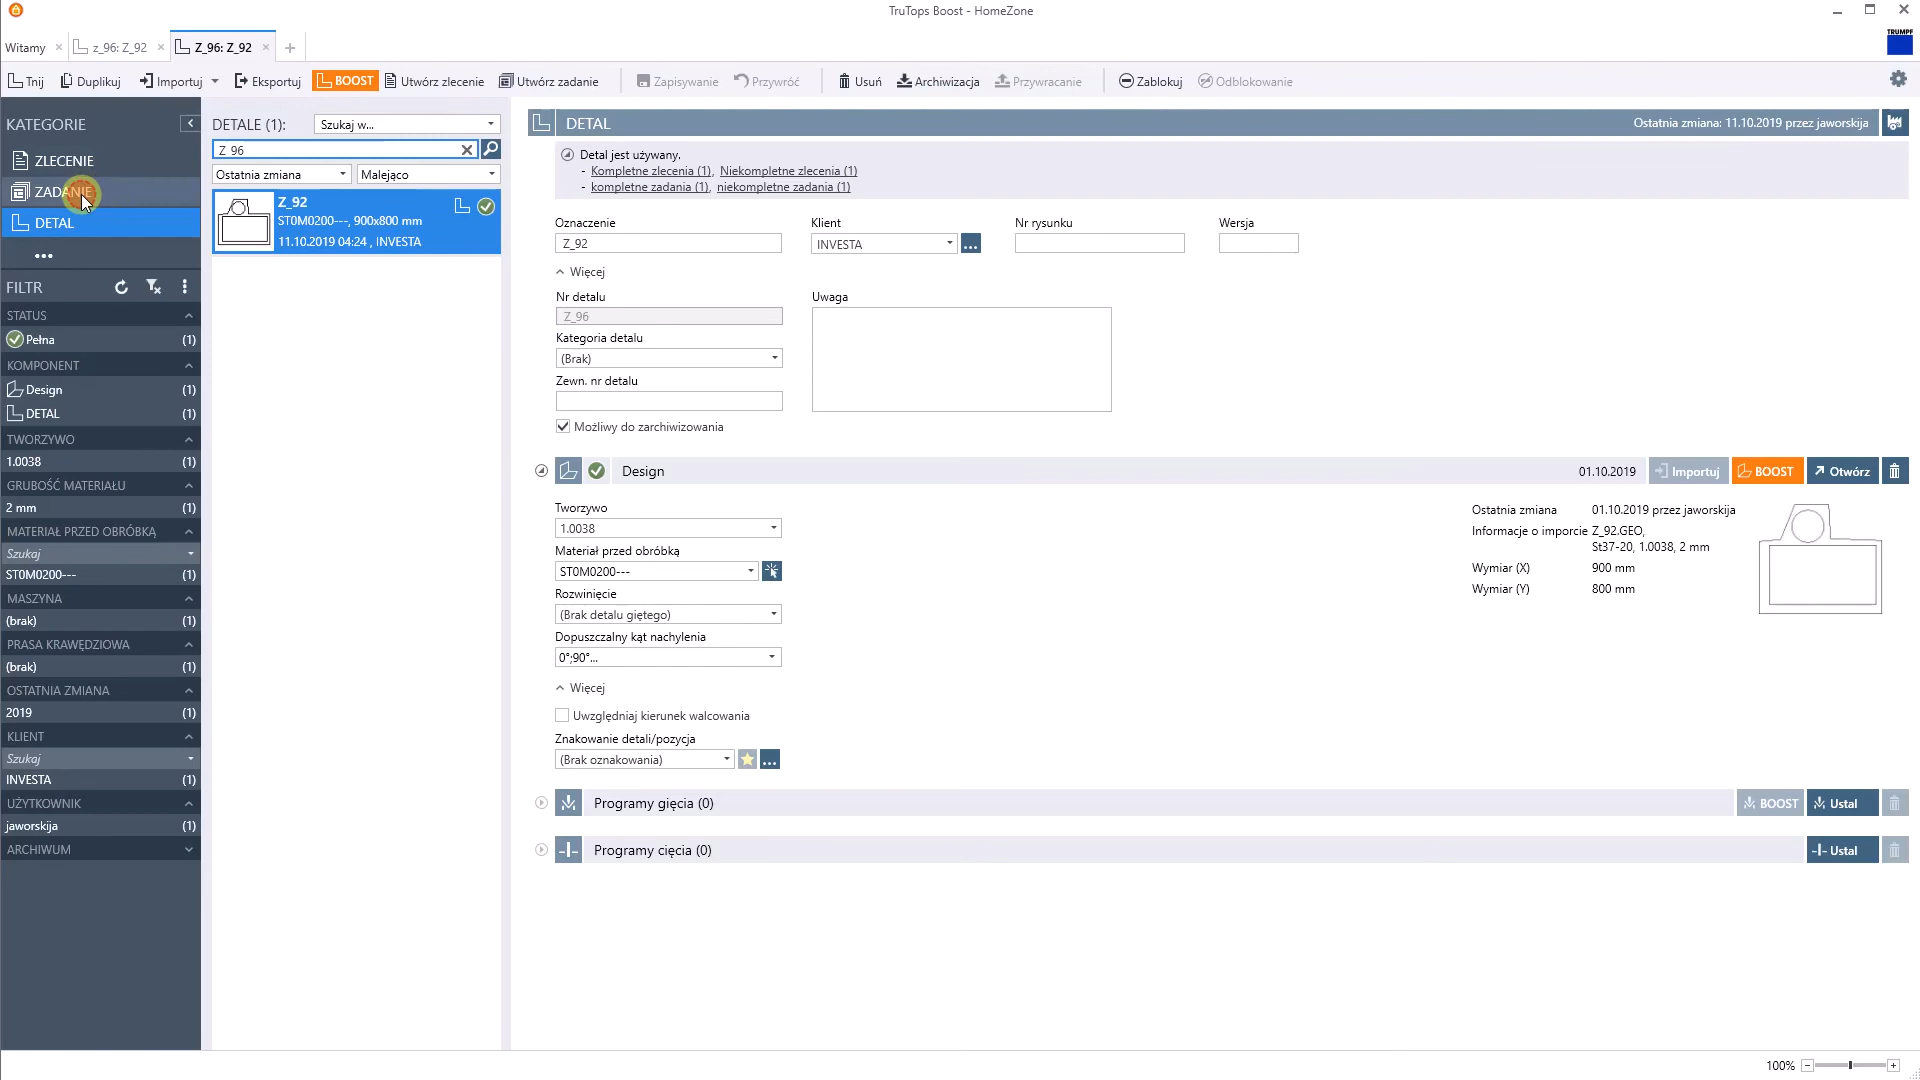 TruTops Boost - HomeZone
Witamy
z_96: Z_92
Z_96: Z_92
TRUMPF
Tnij
Duplikuj
Importuj
Eksportuj
BOOST
Utwórz zlecenie
Utwórz zadanie
Zapisywanie
Przywróć
Usuń
Archiwizacja
Przywracanie
Zablokuj
Odblokowanie
KATEGORIE
ZLECENIE
ZADANIE
DETAL
...
FILTR
STATUS
Pełna (1)
KOMPONENT
Design (1)
DETAL (1)
TWORZYWO
1.0038 (1)
GRUBOŚĆ MATERIAŁU
2 mm (1)
MATERIAŁ PRZED OBRÓBKĄ
Szukaj
ST0M0200--- (1)
MASZYNA
(brak) (1)
PRASA KRAWĘDZIOWA
(brak) (1)
OSTATNIA ZMIANA
2019 (1)
KLIENT
Szukaj
INVESTA (1)
UŻYTKOWNIK
jaworskija (1)
ARCHIWUM
DETALE (1):
Szukaj w...
Z_96
Ostatnia zmiana
Malejąco
Z_92
ST0M0200---, 900x800 mm
11.10.2019 04:24 , INVESTA
DETAL
Ostatnia zmiana: 11.10.2019 przez jaworskija
Detal jest używany.
- Kompletne zlecenia (1), Niekompletne zlecenia (1)
- kompletne zadania (1), niekompletne zadania (1)
Oznaczenie
Klient
Nr rysunku
Wersja
Z_92
INVESTA
...
Więcej
Nr detalu
Uwaga
Z_96
Kategoria detalu
(Brak)
Zewn. nr detalu
Możliwy do zarchiwizowania
Design
01.10.2019
Importuj
BOOST
Otwórz
Tworzywo
1.0038
Materiał przed obróbką
ST0M0200---
Rozwinięcie
(Brak detalu giętego)
Dopuszczalny kąt nachylenia
0°;90°...
Więcej
Uwzględniaj kierunek walcowania
Znakowanie detali/pozycja
(Brak oznakowania)
...
Ostatnia zmiana 01.10.2019 przez jaworskija
Informacje o imporcie Z_92.GEO,
St37-20, 1.0038, 2 mm
Wymiar (X) 900 mm
Wymiar (Y) 800 mm
Programy gięcia (0)
BOOST
Ustal
Programy cięcia (0)
Ustal
100%